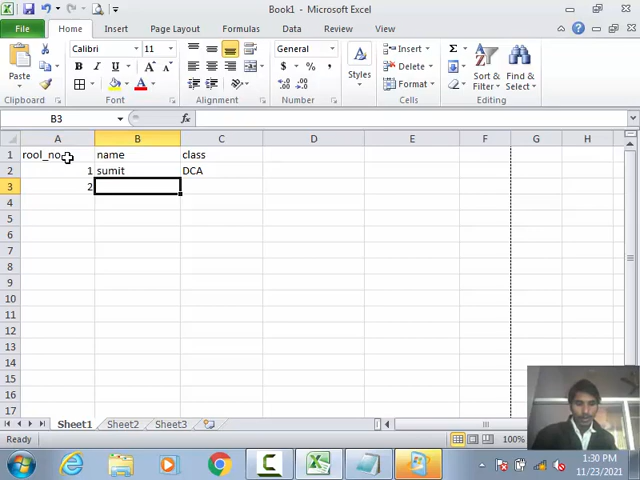 Book1 - Microsoft Excel
File Home Insert Page Layout Formulas Data Review View
Calibri 11 General Insert
Paste Delete Styles Sort & Filter Find & Select
Format
Clipboard Font Alignment Number Cells Editing
B3 fx
A B C D E F G H
1 rool_no name class
2 1 sumit DCA
3 2
4
5
6
7
8
9
10
11
12
13
14
15
16
17
Sheet1 Sheet2 Sheet3
Ready 100%
1:30 PM
11/23/2021